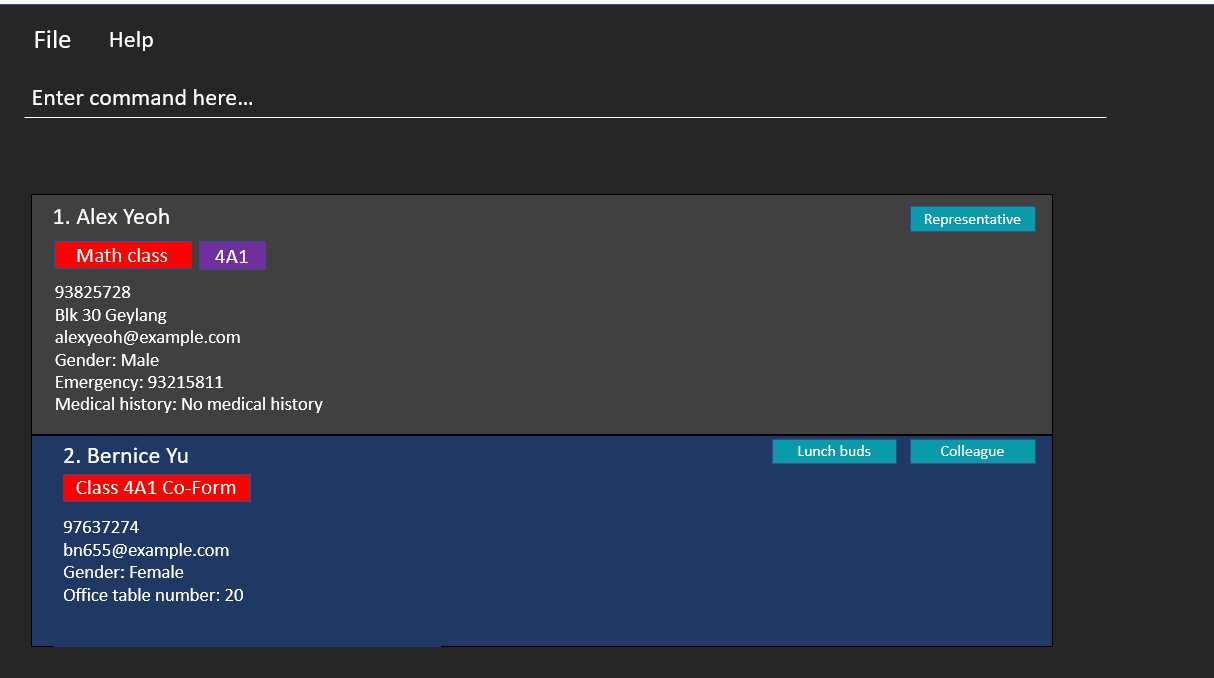 File Help
Enter command here...
1. Alex Yeoh Representative
Math class 4A1
93825728
Blk 30 Geylang
alexyeoh@example.com
Gender: Male
Emergency: 93215811
Medical history: No medical history
2. Bernice Yu Lunch buds Colleague
Class 4A1 Co-Form
97637274
bn655@example.com
Gender: Female
Office table number: 20